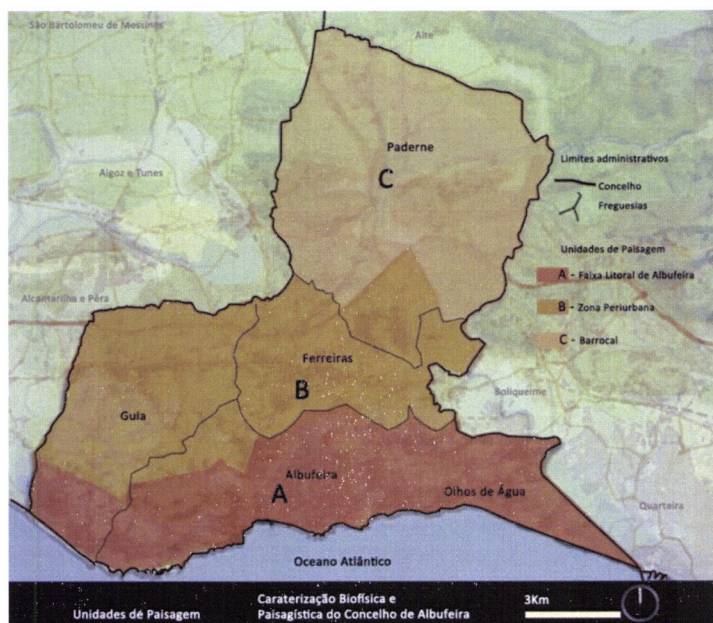 São Bartolomeu de Messines
Alte
Paderne
C
Limites administrativos
Concelho
Freguesias
Algoz e Tunes
Unidades de Paisagem
A - Faixa Litoral de Albufeira
B - Zona Periurbana
C - Barrocal
Alcantarilha e Pêra
Ferreiras
B
Boliqueime
Guia
Albufeira
A
Olhos de Água
Quarteira
Oceano Atlântico
Unidades de Paisagem
Caraterização Biofísica e
Paisagística do Concelho de Albufeira
3Km